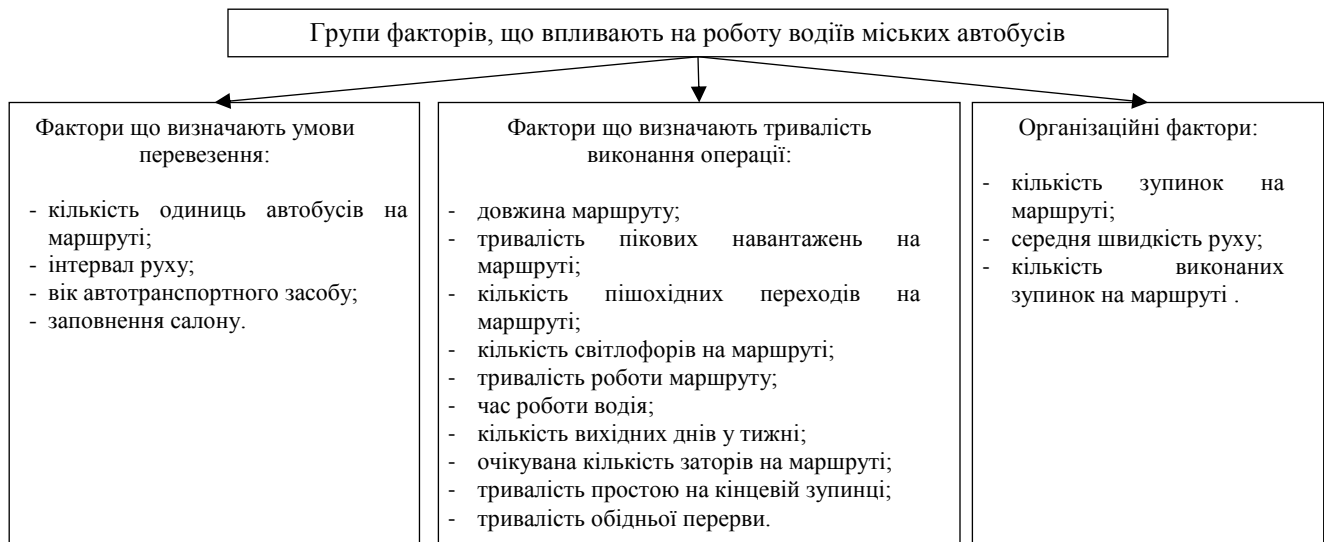 Групи факторів, що впливають на роботу водіїв міських автобусів
Фактори що визначають умови
перевезення:
- кількість одиниць автобусів на
маршруті;
- інтервал руху;
- вік автотранспортного засобу;
- заповнення салону.
Фактори що визначають тривалість
виконання операції:
- довжина маршруту;
- тривалість пікових навантажень на
маршруті;
- кількість пішохідних переходів на
маршруті;
- кількість світлофорів на маршруті;
- тривалість роботи маршруту;
- час роботи водія;
- кількість вихідних днів у тижні;
- очікувана кількість заторів на маршруті;
- тривалість простою на кінцевій зупинці;
- тривалість обідньої перерви.
Організаційні фактори:
- кількість зупинок на
маршруті;
- середня швидкість руху;
- кількість виконаних
зупинок на маршруті .